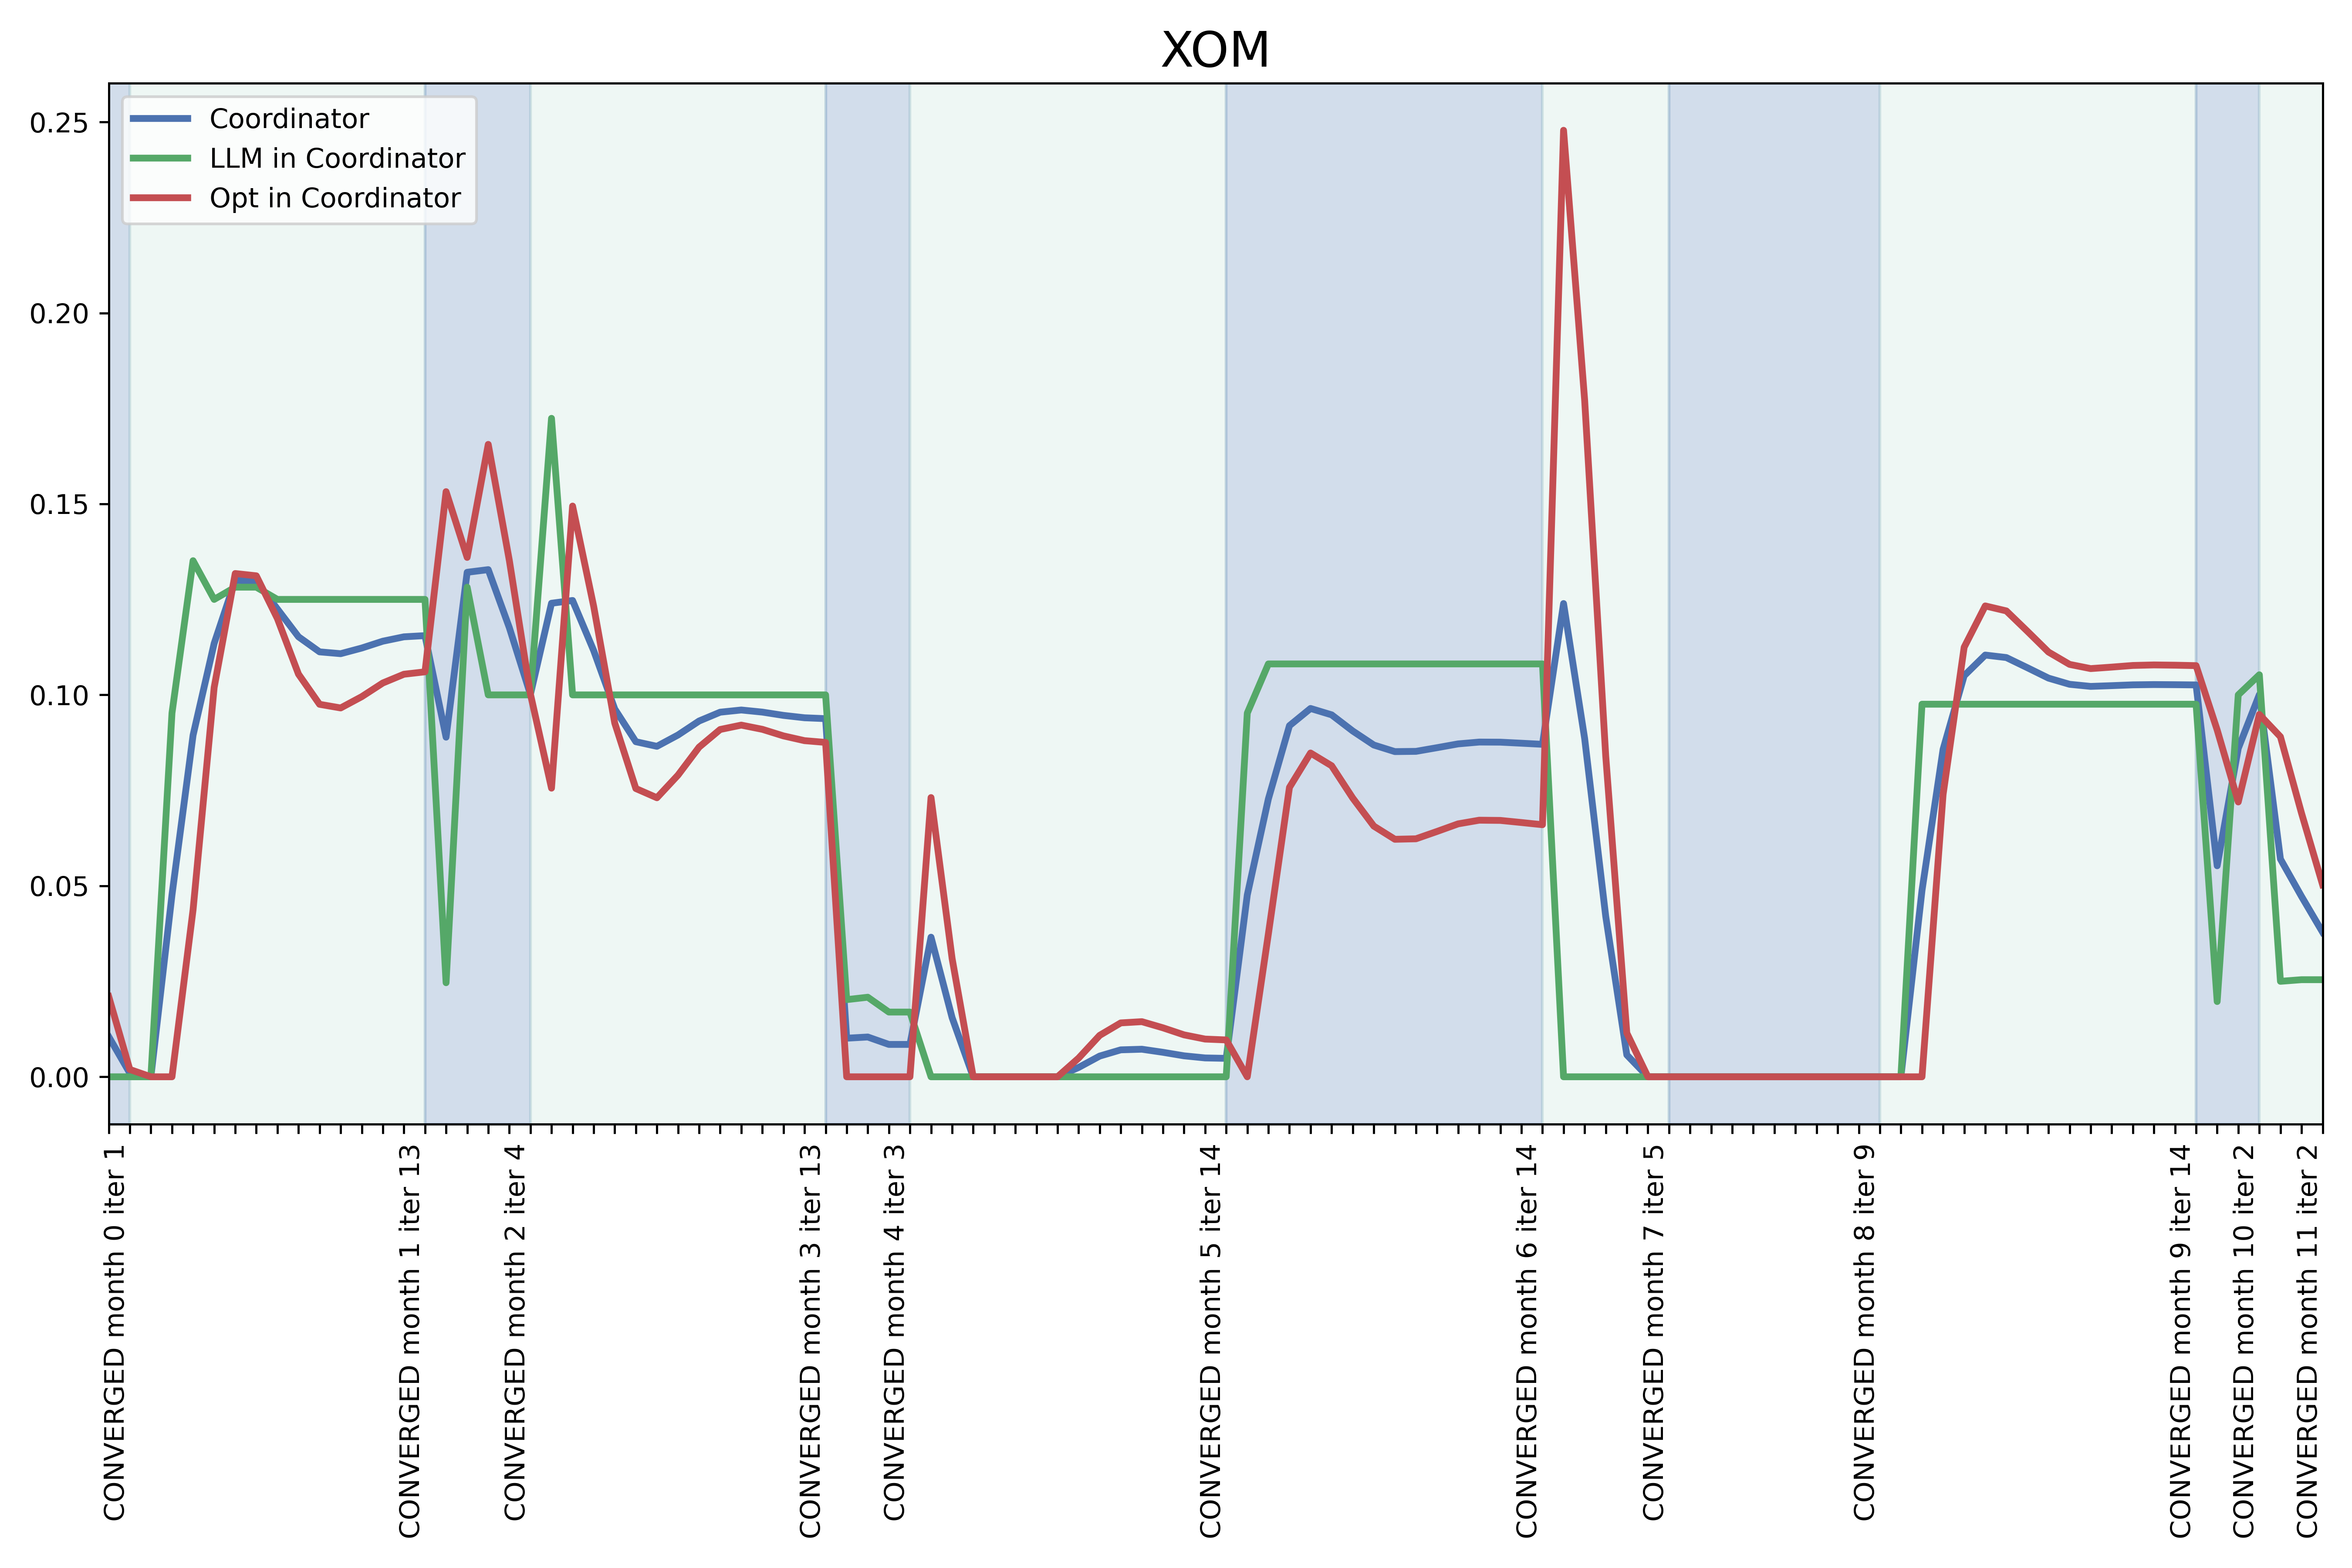 XOM
Coordinator
LLM in Coordinator
Opt in Coordinator
0.25
0.20
0.15
0.10
0.05
0.00
CONVERGED month 0 iter 1
CONVERGED month 1 iter 13
CONVERGED month 2 iter 4
CONVERGED month 3 iter 13
CONVERGED month 4 iter 3
CONVERGED month 5 iter 14
CONVERGED month 6 iter 14
CONVERGED month 7 iter 5
CONVERGED month 8 iter 9
CONVERGED month 9 iter 14
CONVERGED month 10 iter 2
CONVERGED month 11 iter 2